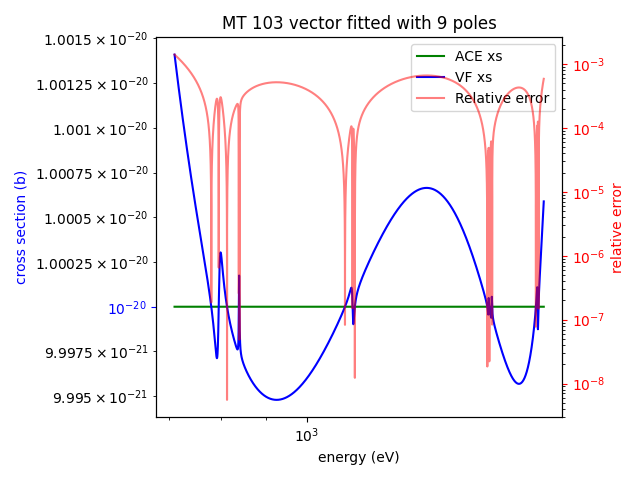 MT 103 vector fitted with 9 poles
ACE xs
VF xs
Relative error
cross section (b)
1.0015 × 10⁻²⁰
1.00125 × 10⁻²⁰
1.001 × 10⁻²⁰
1.00075 × 10⁻²⁰
1.0005 × 10⁻²⁰
1.00025 × 10⁻²⁰
10⁻²⁰
9.9975 × 10⁻²¹
9.995 × 10⁻²¹
10⁻³
10⁻⁴
10⁻⁵
10⁻⁶
10⁻⁷
10⁻⁸
relative error
10³
energy (eV)